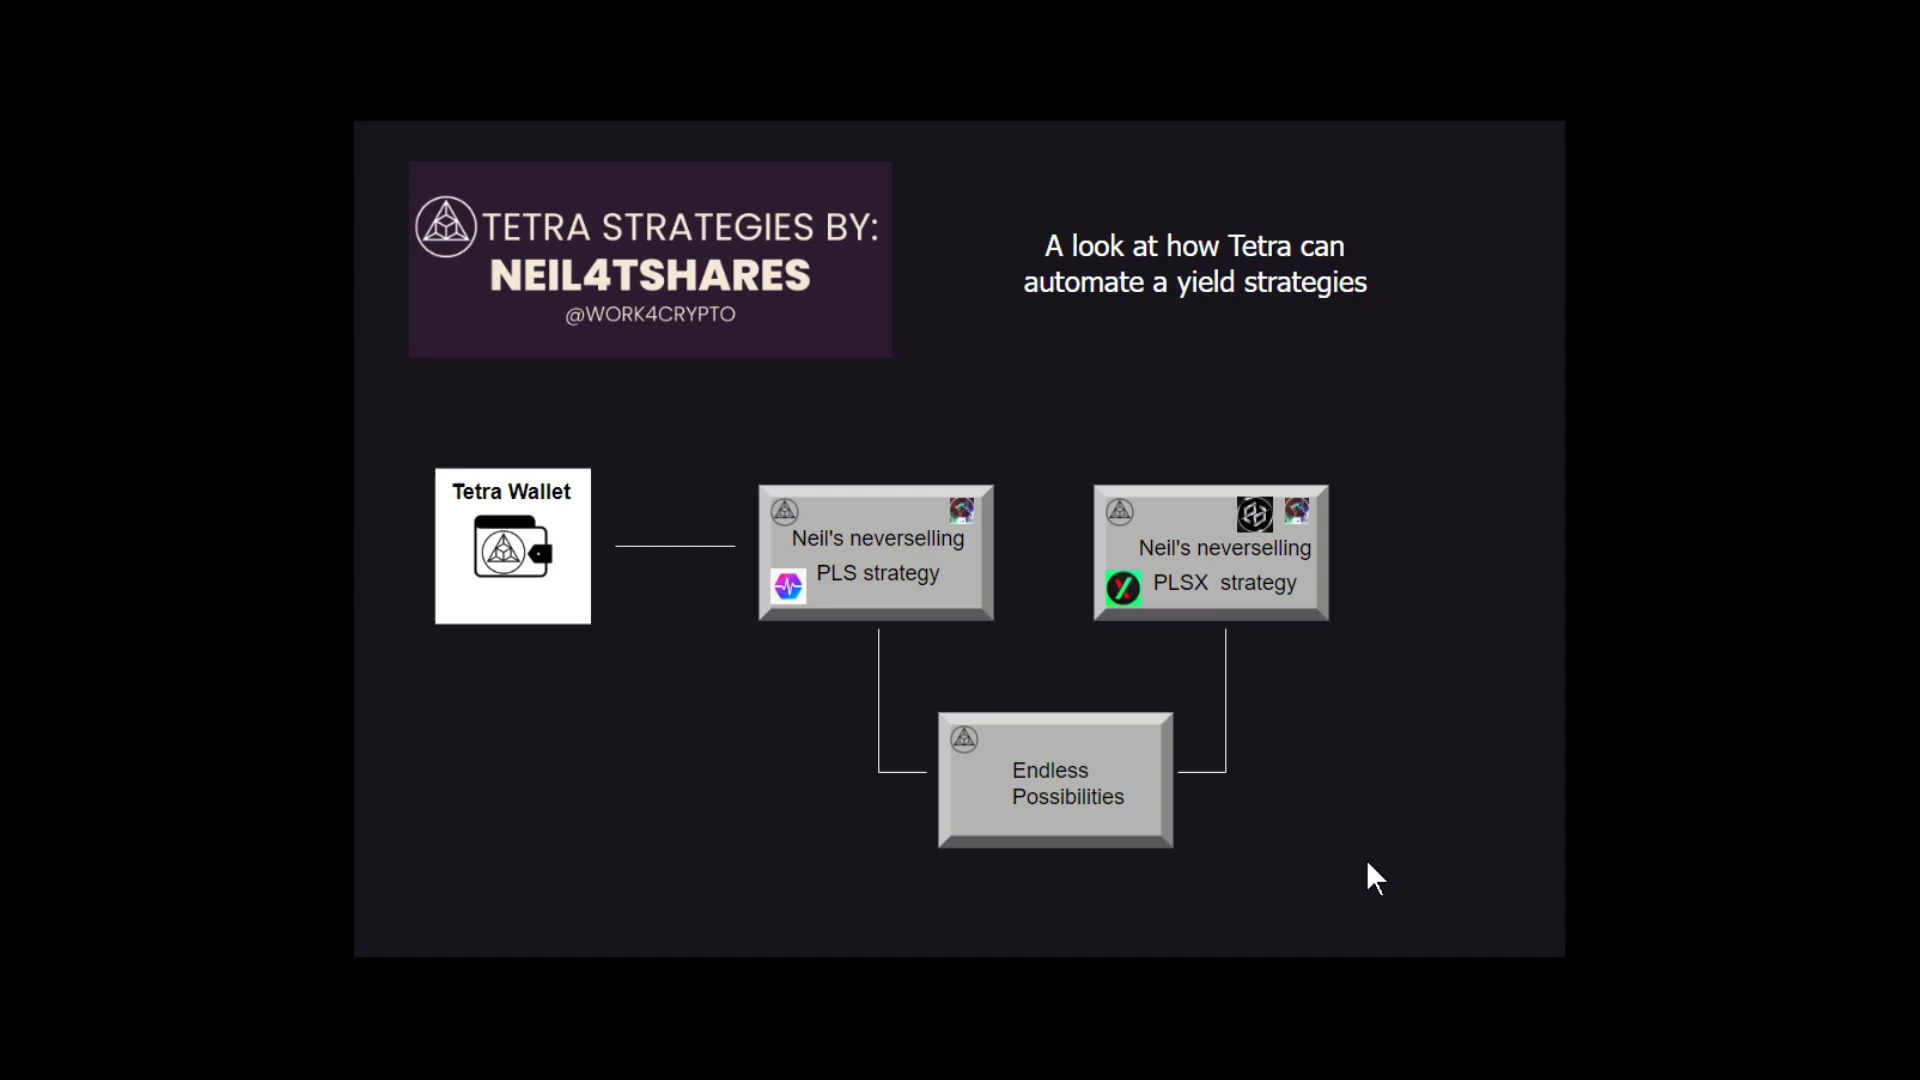 TETRA STRATEGIES BY:
NEIL4TSHARES
@WORK4CRYPTO
A look at how Tetra can
automate a yield strategies
Tetra Wallet
Neil's neverselling
PLS strategy
Neil's neverselling
PLSX strategy
Endless
Possibilities